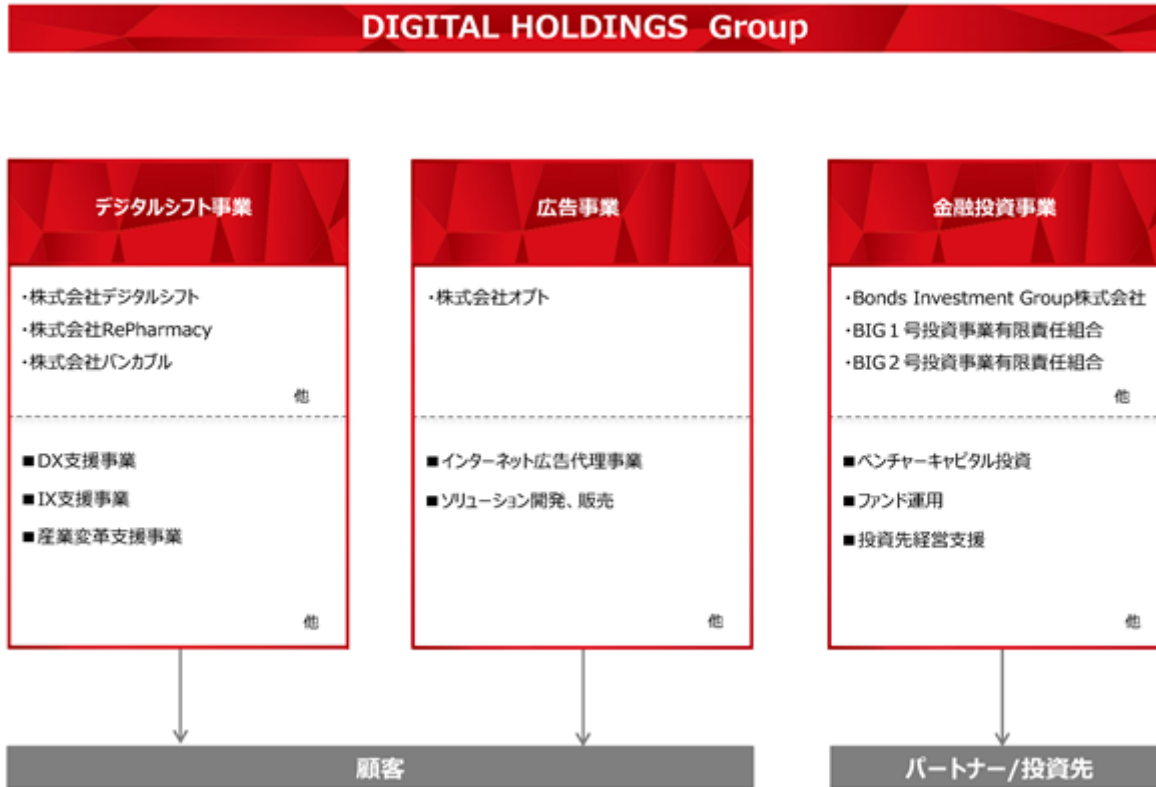 DIGITAL HOLDINGS Group
デジタルシフト事業
・株式会社デジタルシフト
・株式会社RePharmacy
・株式会社バンカブル
他
■DX支援事業
■IX支援事業
■産業変革支援事業
他
広告事業
・株式会社オプト
■インターネット広告代理事業
■ソリューション開発、販売
他
金融投資事業
・Bonds Investment Group株式会社
・BIG1号投資事業有限責任組合
・BIG2号投資事業有限責任組合
他
■ベンチャーキャピタル投資
■ファンド運用
■投資先経営支援
他
顧客
パートナー/投資先